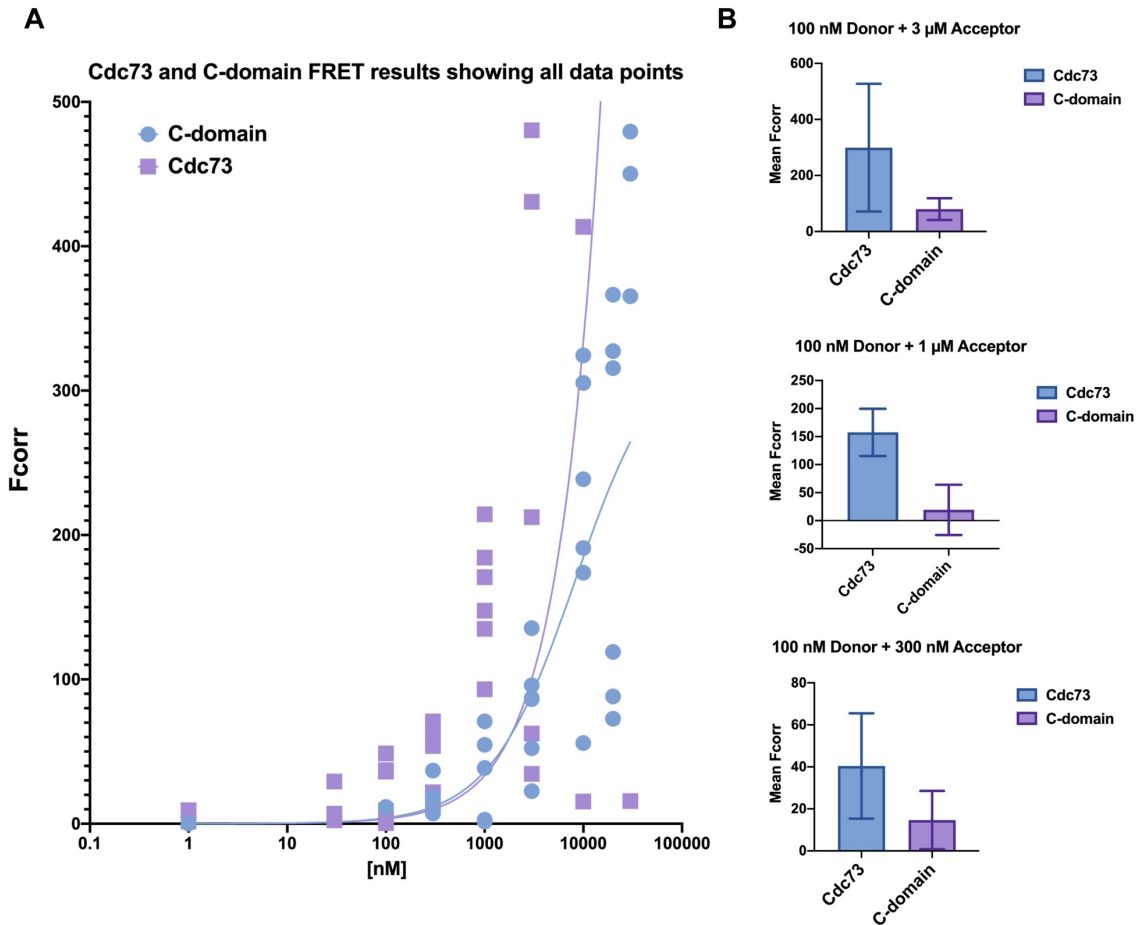 A
Cdc73 and C-domain FRET results showing all data points
500
400
300
200
100
0
Fcorr
C-domain
Cdc73
0.1
1
10
100
1000
10000
100000
[nM]
B
100 nM Donor + 3 µM Acceptor
600
400
200
0
Mean Fcorr
Cdc73
C-domain
Cdc73
C-domain
100 nM Donor + 1 µM Acceptor
250
200
150
100
50
0
-50
Mean Fcorr
Cdc73
C-domain
Cdc73
C-domain
100 nM Donor + 300 nM Acceptor
80
60
40
20
0
Mean Fcorr
Cdc73
C-domain
Cdc73
C-domain